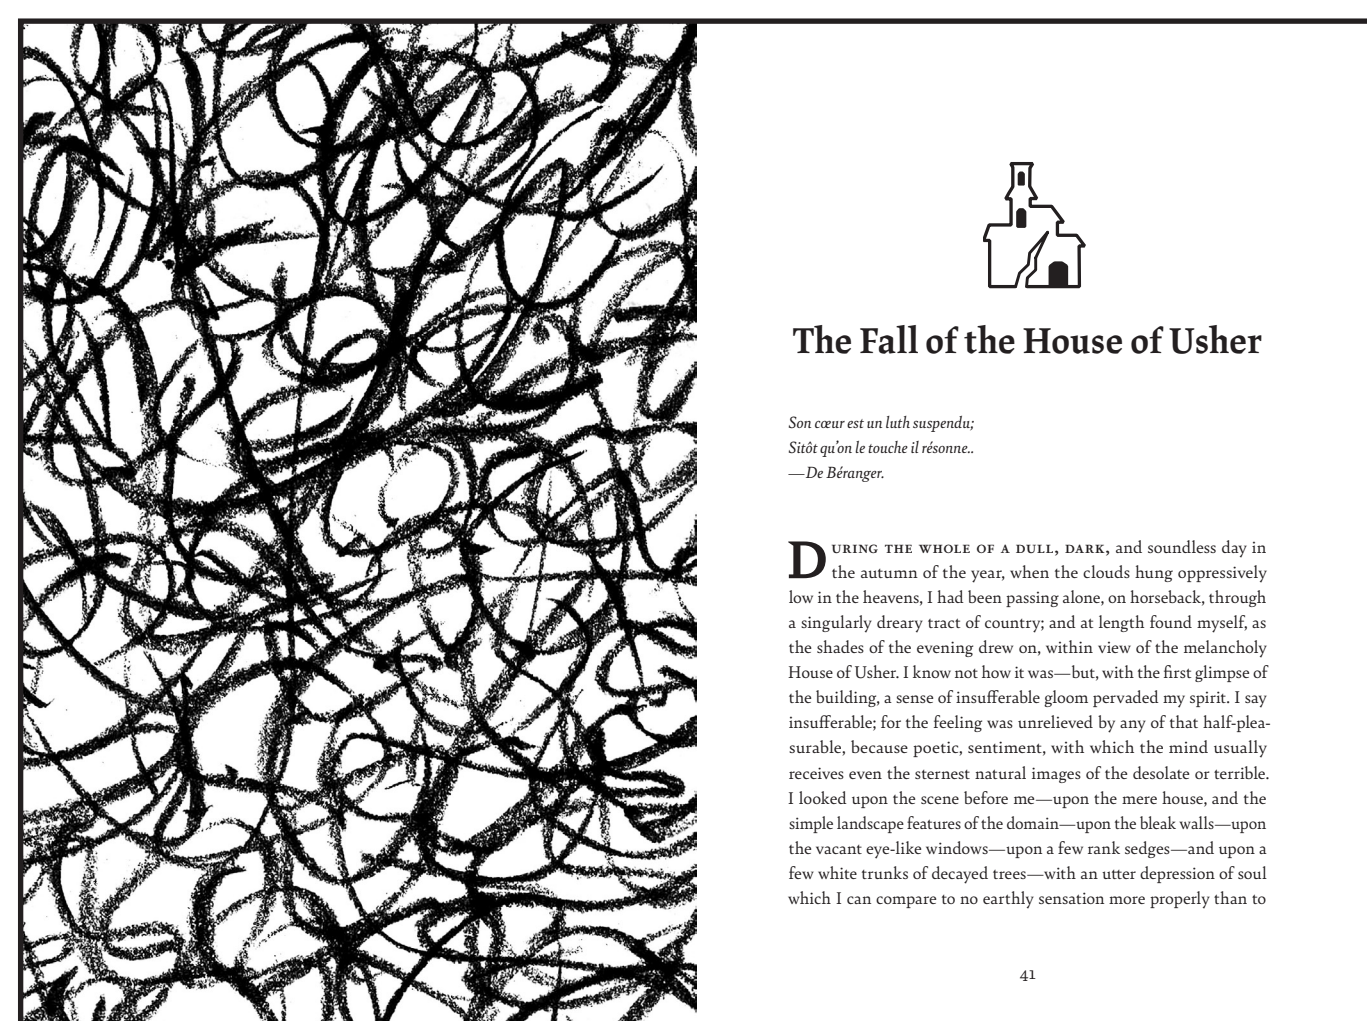 The Fall of the House of Usher
Son cœur est un luth suspendu;
Sitôt qu'on le touche il résonne..
—De Béranger.
DURING THE WHOLE OF A DULL, DARK, and soundless day in
the autumn of the year, when the clouds hung oppressively
low in the heavens, I had been passing alone, on horseback, through
a singularly dreary tract of country; and at length found myself, as
the shades of the evening drew on, within view of the melancholy
House of Usher. I know not how it was—but, with the first glimpse of
the building, a sense of insufferable gloom pervaded my spirit. I say
insufferable; for the feeling was unrelieved by any of that half-plea-
surable, because poetic, sentiment, with which the mind usually
receives even the sternest natural images of the desolate or terrible.
I looked upon the scene before me—upon the mere house, and the
simple landscape features of the domain—upon the bleak walls—upon
the vacant eye-like windows—upon a few rank sedges—and upon a
few white trunks of decayed trees—with an utter depression of soul
which I can compare to no earthly sensation more properly than to
41